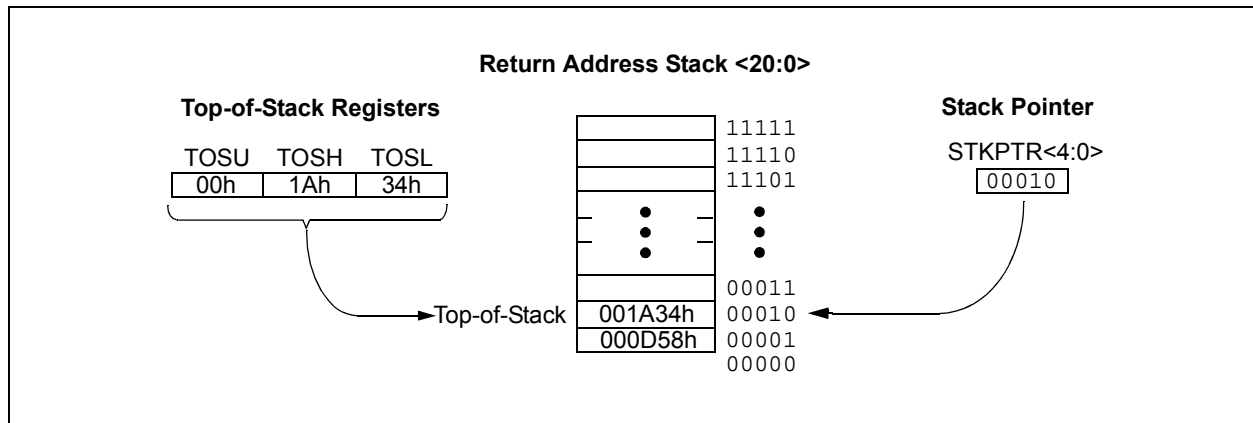 Return Address Stack <20:0>
Top-of-Stack Registers
Stack Pointer
TOSU TOSH TOSL
STKPTR<4:0>
00h 1Ah 34h
00010
11111
11110
11101
00011
Top-of-Stack 001A34h 00010
000D58h 00001
00000